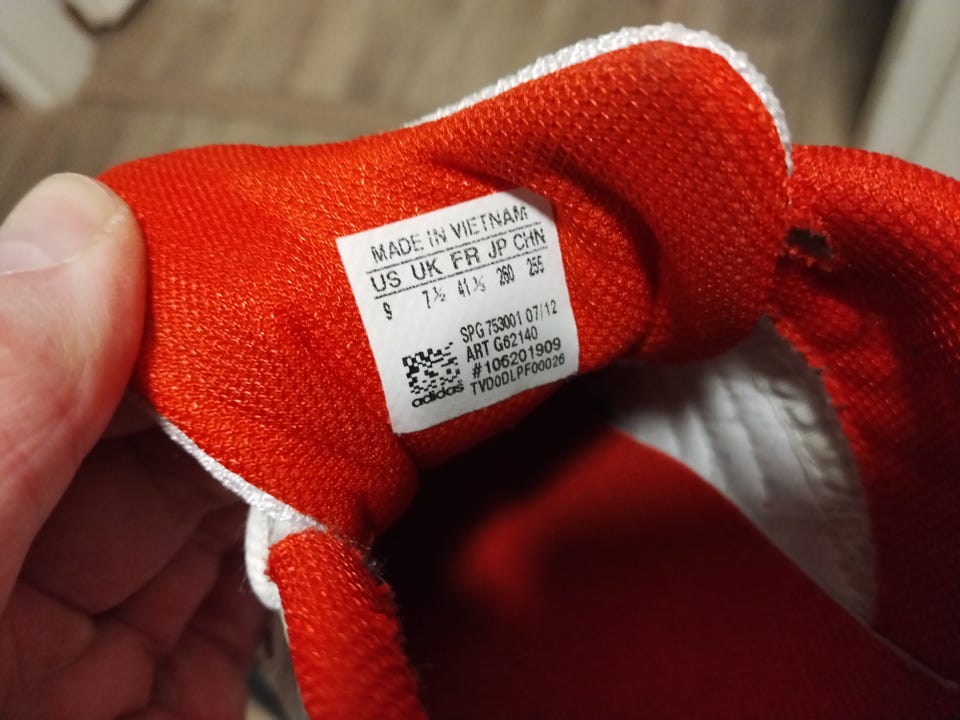 MADE IN VIETNAM
US UK FR JP CHN
9 7½ 41⅓ 260 255
SPG 753001 07/12
ART G62140
#106201909
adidas TVD0DLPF00026